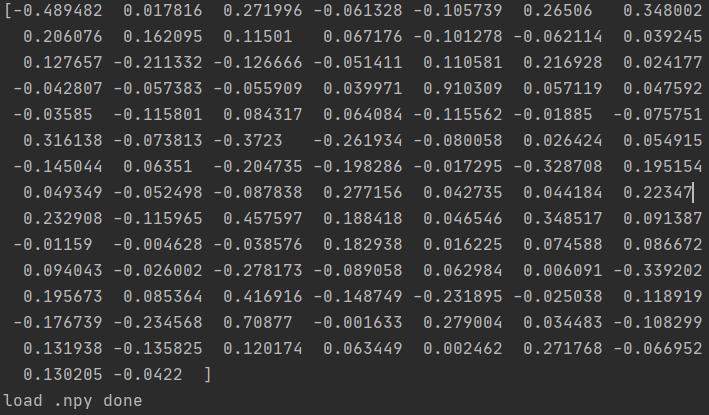 [-0.489482 0.017816 0.271996 -0.061328 -0.105739 0.26506 0.348002
0.206076 0.162095 0.11501 0.067176 -0.101278 -0.062114 0.039245
0.127657 -0.211332 -0.126666 -0.051411 0.110581 0.216928 0.024177
-0.042807 -0.057383 -0.055909 0.039971 0.910309 0.057119 0.047592
-0.03585 -0.115801 0.084317 0.064084 -0.115562 -0.01885 -0.075751
0.316138 -0.073813 -0.3723 -0.261934 -0.080058 0.026424 0.054915
-0.145044 0.06351 -0.204735 -0.198286 -0.017295 -0.328708 0.195154
0.049349 -0.052498 -0.087838 0.277156 0.042735 0.044184 0.22347
0.232908 -0.115965 0.457597 0.188418 0.046546 0.348517 0.091387
-0.01159 -0.004628 -0.038576 0.182938 0.016225 0.074588 0.086672
0.094043 -0.026002 -0.278173 -0.089058 0.062984 0.006091 -0.339202
0.195673 0.085364 0.416916 -0.148749 -0.231895 -0.025038 0.118919
-0.176739 -0.234568 0.70877 -0.001633 0.279004 0.034483 -0.108299
0.131938 -0.135825 0.120174 0.063449 0.002462 0.271768 -0.066952
0.130205 -0.0422 ]
load .npy done